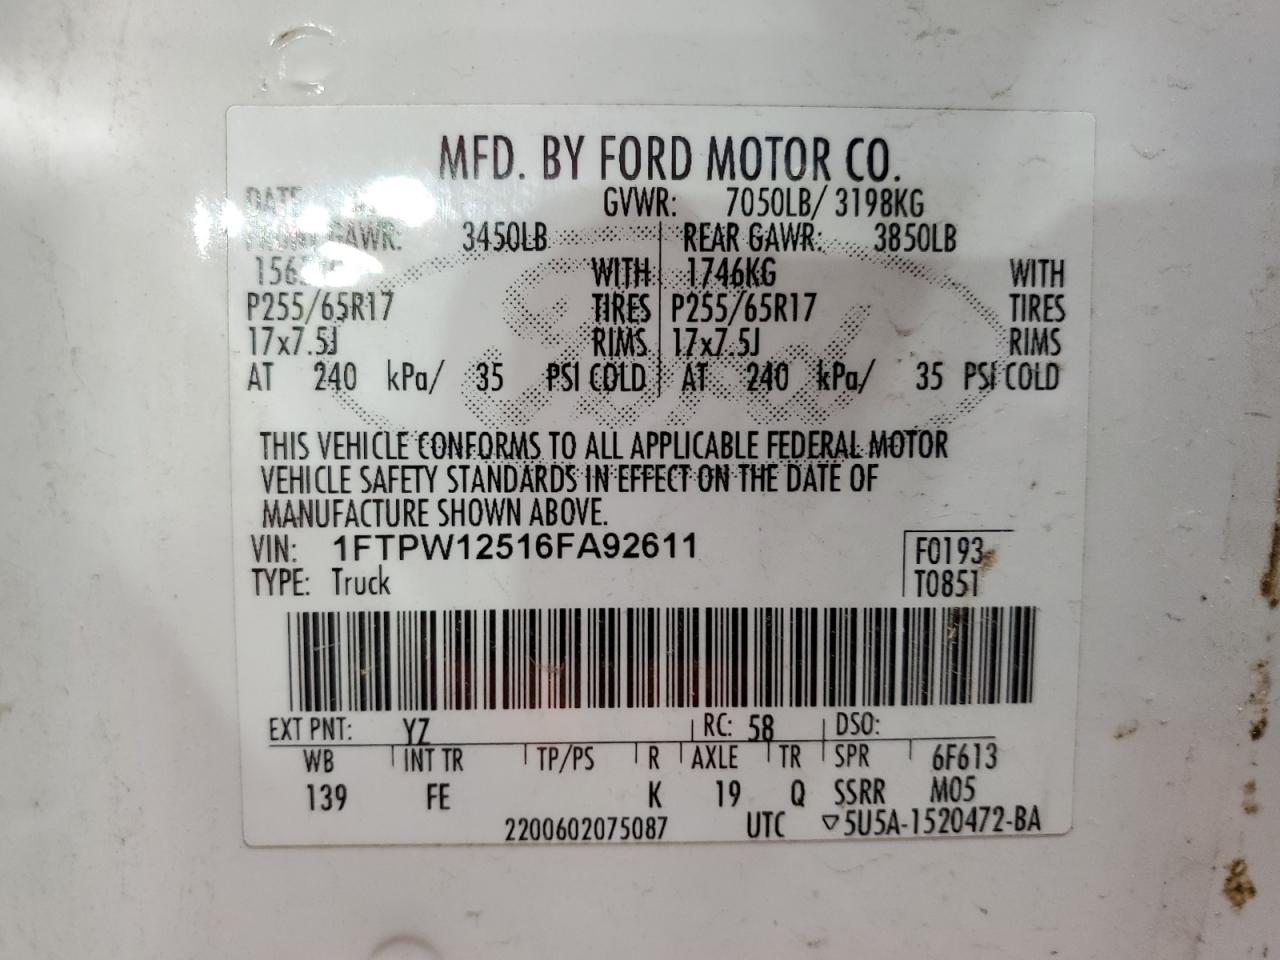 MFD. BY FORD MOTOR CO.
DATE GVWR: 7050LB/ 3198KG
FRONT GAWR: 3450LB REAR GAWR: 3850LB
WITH 1746KG WITH
P255/65R17 TIRES P255/65R17 TIRES
17x7.5J RIMS 17x7.5J RIMS
AT 240 kPa/ 35 PSI COLD AT 240 kPa/ 35 PSI COLD
THIS VEHICLE CONFORMS TO ALL APPLICABLE FEDERAL MOTOR
VEHICLE SAFETY STANDARDS IN EFFECT ON THE DATE OF
MANUFACTURE SHOWN ABOVE.
VIN: 1FTPW12516FA92611 F0193
TYPE: Truck T0851
EXT PNT: YZ RC: 58 DSO:
WB INT TR TP/PS R AXLE TR SPR 6F613
139 FE K 19 Q SSRR M05
2200602075087 UTC ▽5U5A-1520472-BA